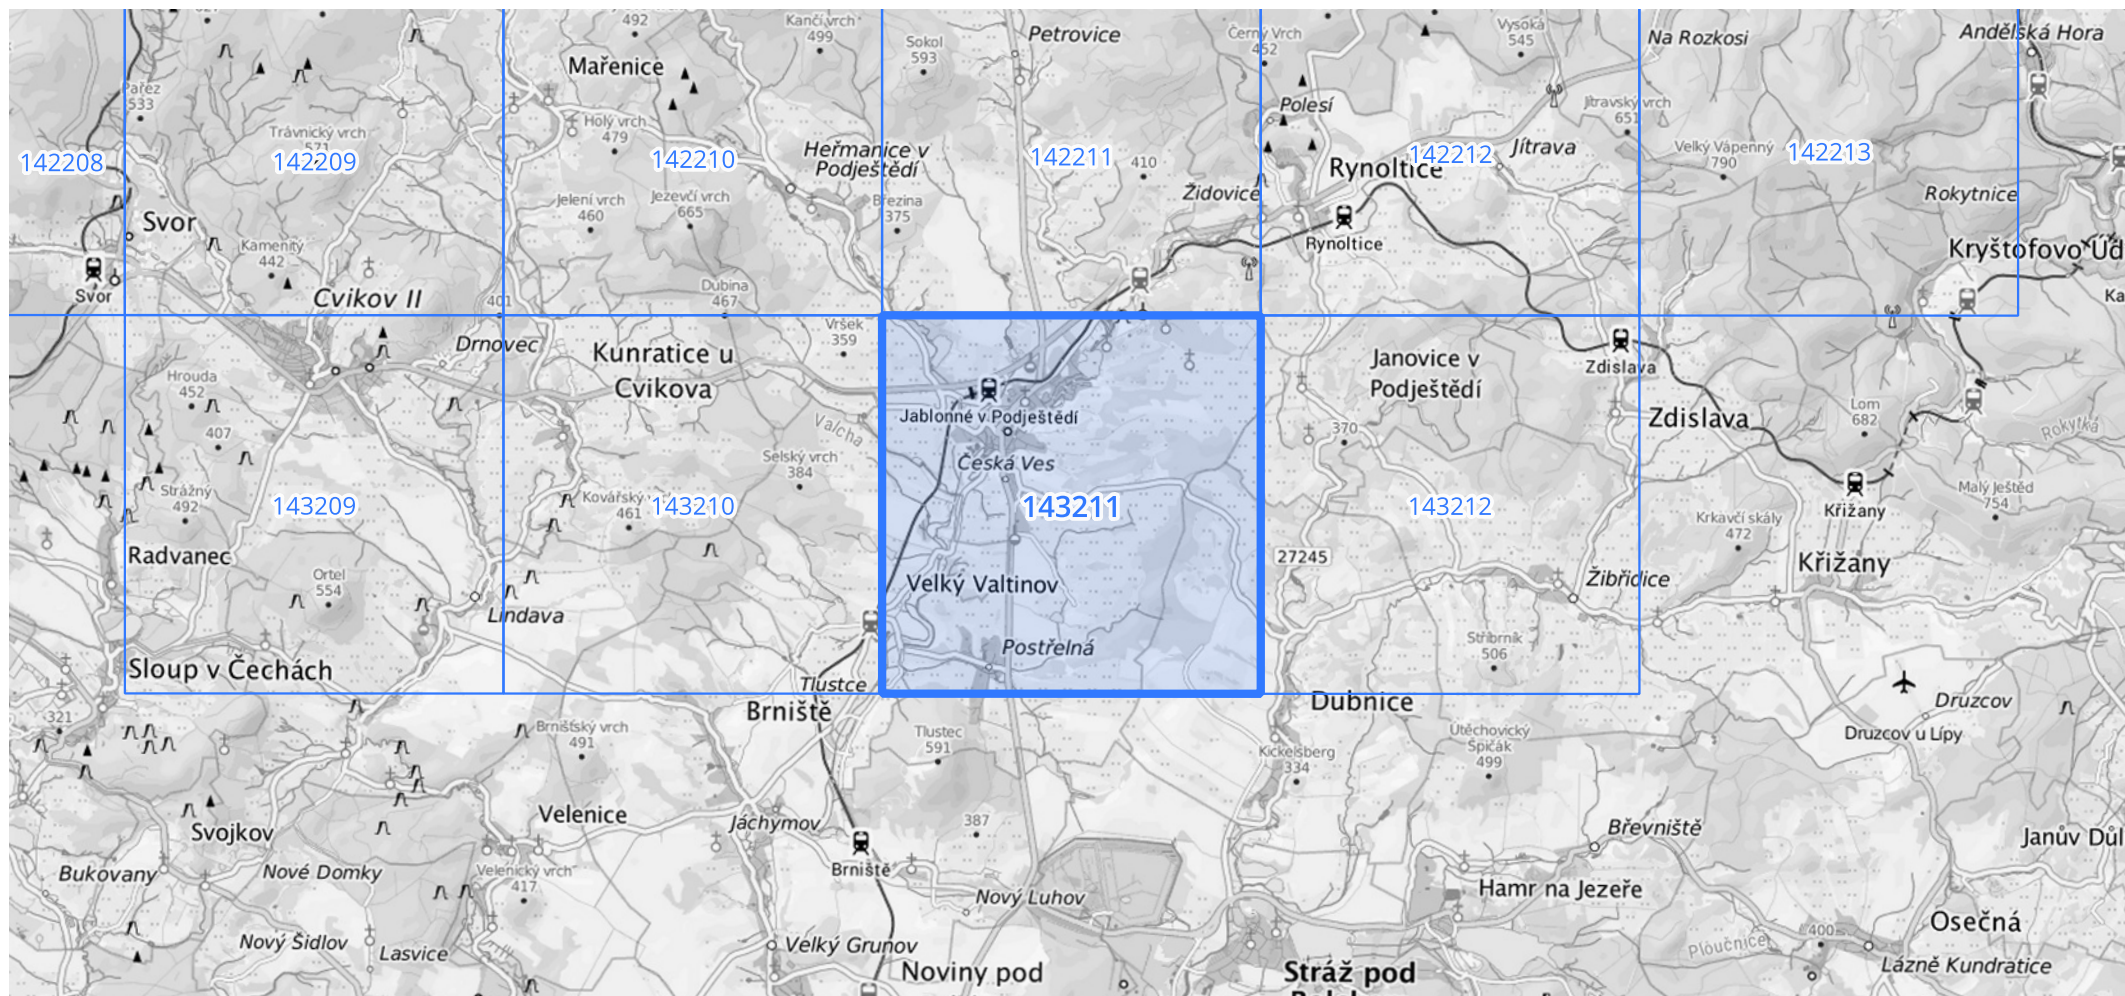 492
Kančí vrch
499
Sokol
593
Petrovice
Černý Vrch
452
Vysoká
545
Na Rozkosi
Andělská Hora
Mařenice
Pařez
533
Trávnický vrch
571
Holý vrch
479
Polesí
Jítravský vrch
651
142208
142209
142210
Heřmanice v
Podještědí
142211
410
Rynoltice
142212
Jítrava
Velký Vápenný
790
142213
Židovice
Rokytnice
Jelení vrch
460
Jezevčí vrch
665
Březina
375
Svor
Kamenitý
442
Rynoltice
Kryštofovo Úd
Svor
Cvikov II
401
Dubina
467
Ka
Vršek
359
Drnovec
Kunratice u
Cvikova
Janovice v
Podještědí
Zdislava
Hrouda
452
407
Jablonné v Podještědí
Valcha
370
Zdislava
Lom
682
Rokytká
Česká Ves
Selský vrch
384
Strážný
492
143209
Kovářský
461
143210
143211
143212
Křižany
Malý Ještěd
754
Krkavčí skály
472
Radvanec
27245
Křižany
Ortel
554
Velký Valtinov
Žibřidice
Lindava
Postřelná
Stříbrník
506
Sloup v Čechách
Tlustce
Brniště
Dubnice
Druzcov
321
Brnišťský vrch
491
Tlustec
591
Kickelsberg
334
Útěchovický
Špičák
499
Druzcov u Lípy
Svojkov
Velenice
Jáchymov
387
Břevniště
Janův Důl
Bukovany
Nové Domky
Velenický vrch
417
Brniště
Nový Luhov
Hamr na Jezeře
Osečná
Nový Šidlov
Lasvice
Velký Grunov
Ploučnice
400
Noviny pod
Stráž pod
Lázně Kundratice